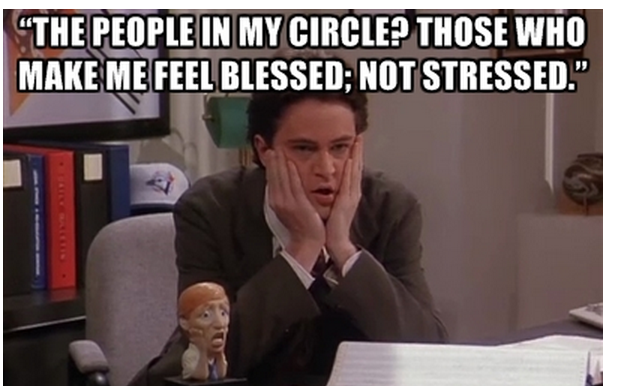 “THE PEOPLE IN MY CIRCLE? THOSE WHO
MAKE ME FEEL BLESSED; NOT STRESSED.”